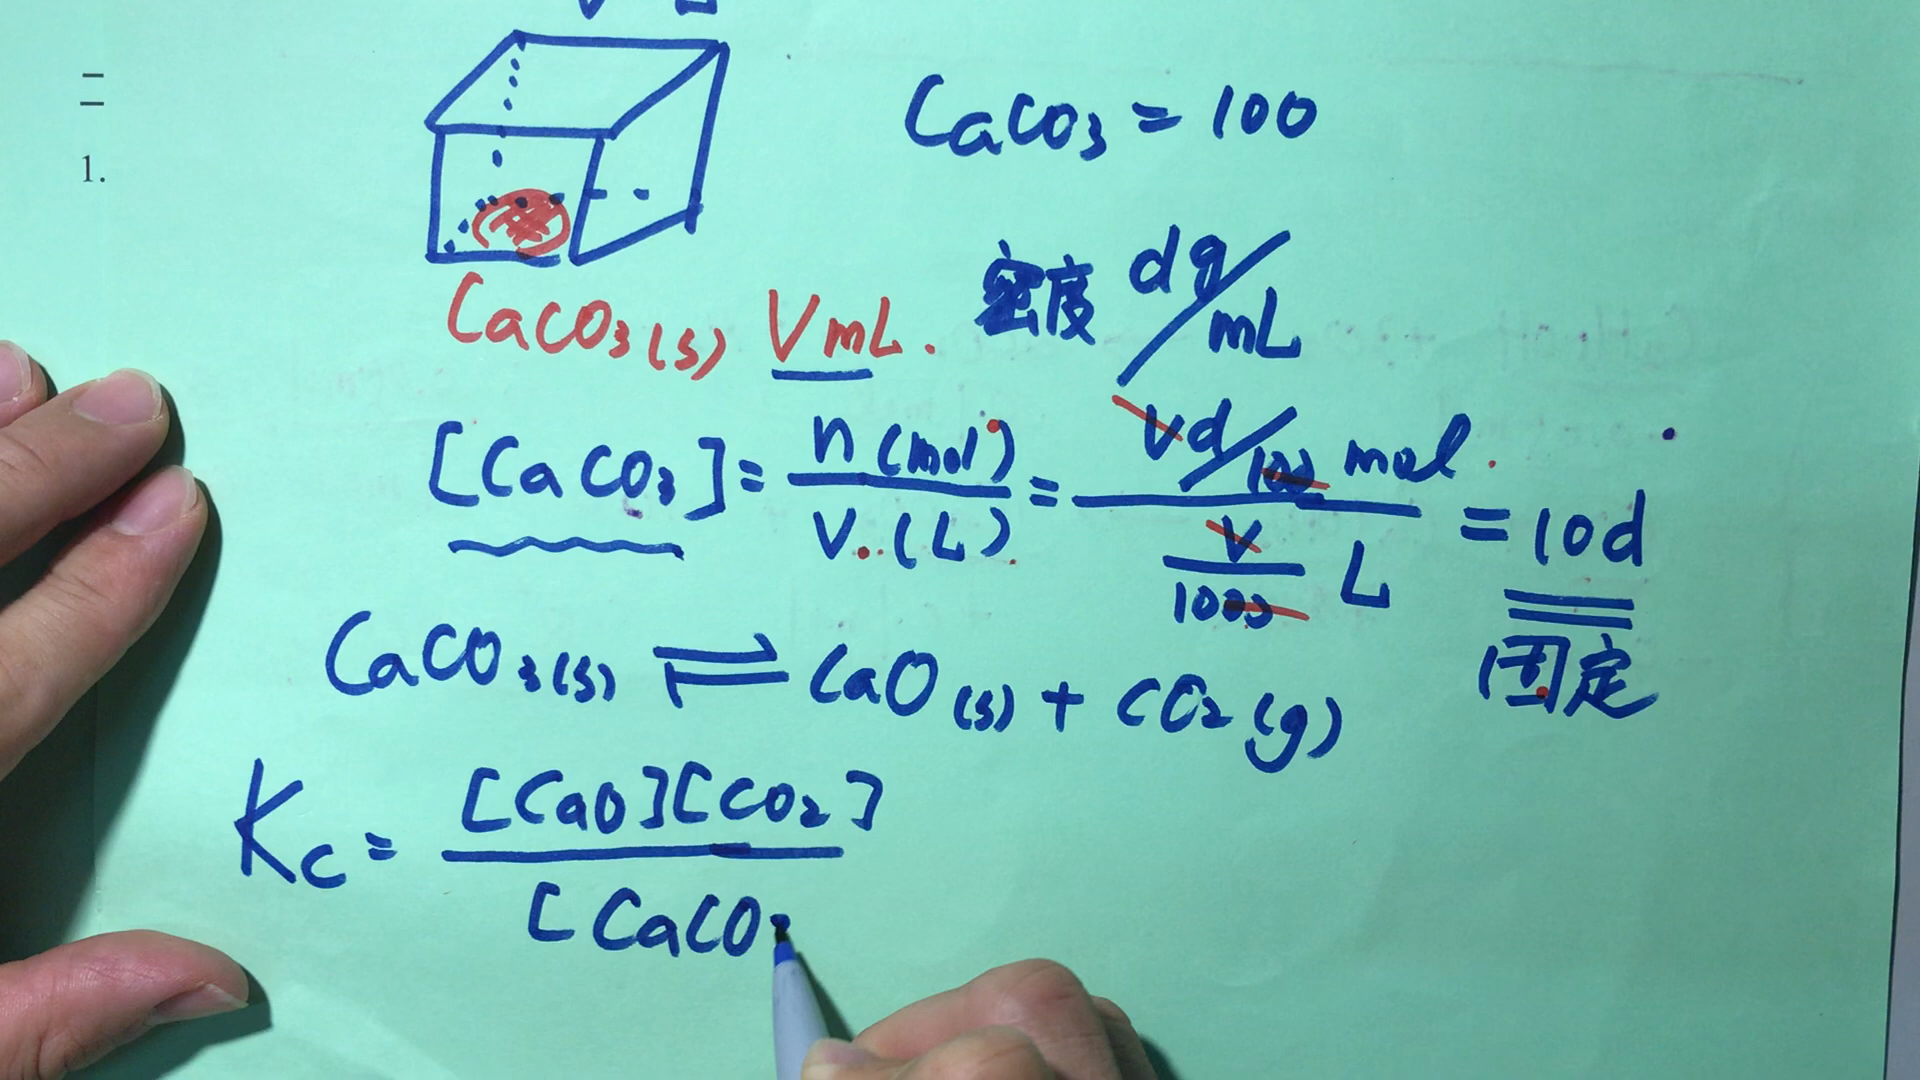 二
1.
CaCO3 = 100
密度 dg/mL
CaCO3(s) VmL.
[CaCO3] = n(mol)/V.(L) = Vd/100 mol / V/1000 L = 10d
固定
CaCO3(s) ⇌ CaO(s) + CO2(g)
Kc = [CaO][CO2]/[CaCO